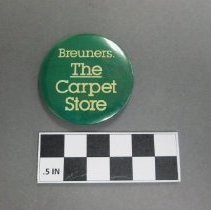 Breuners.
The
Carpet
Store
.5 IN